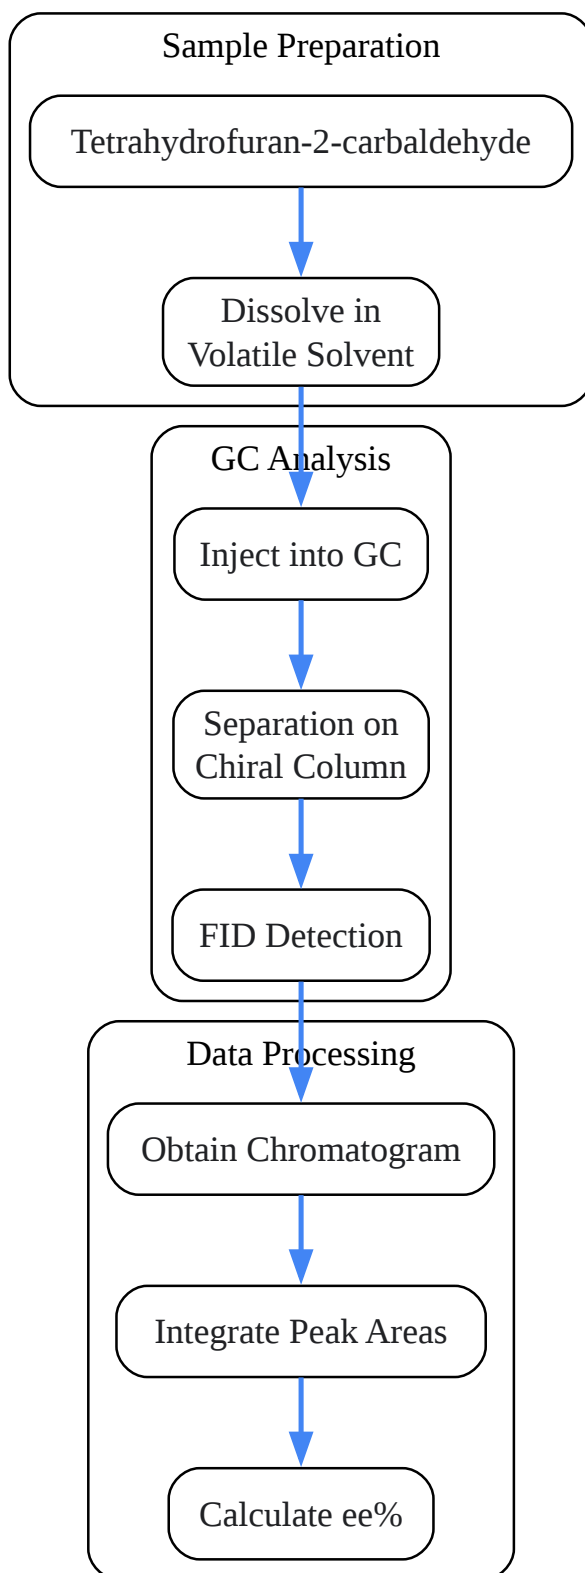 Sample Preparation
Tetrahydrofuran-2-carbaldehyde
Dissolve in
Volatile Solvent
GC Analysis
Inject into GC
Separation on
Chiral Column
FID Detection
Data Processing
Obtain Chromatogram
Integrate Peak Areas
Calculate ee%